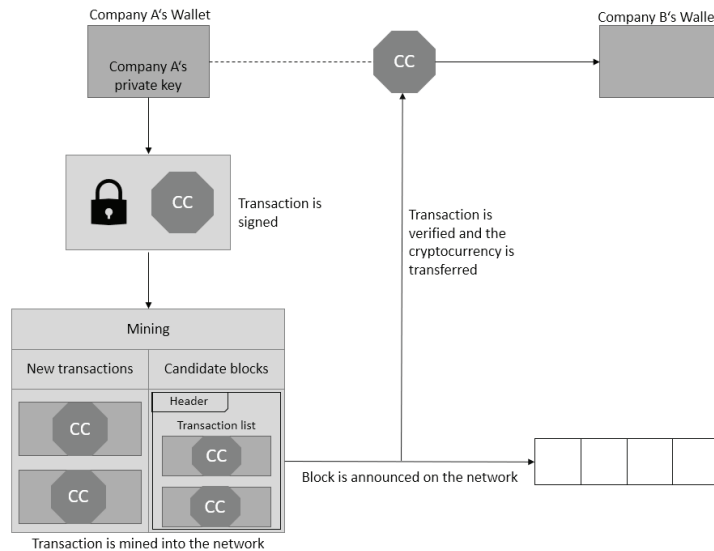 Company A's Wallet
Company B's Walle
Company A's
private key
CC
CC
Transaction is
signed
Transaction is
verified and the
cryptocurrency is
transferred
Mining
New transactions
Candidate blocks
Header
Transaction list
CC
CC
CC
CC
Block is announced on the network
Transaction is mined into the network